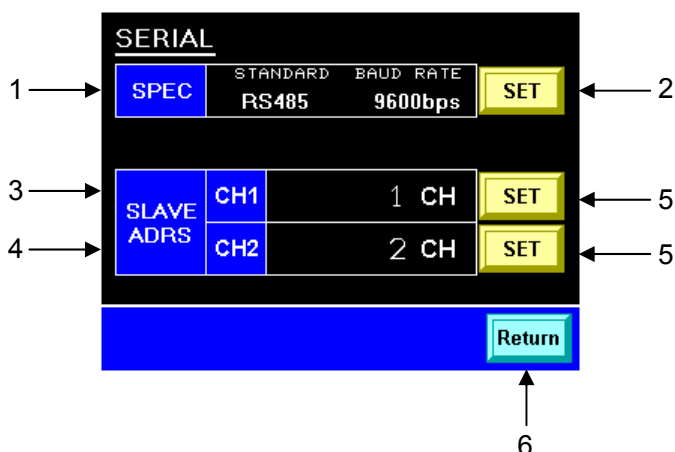 SERIAL
STANDARD BAUD RATE
1 SPEC RS485 9600bps SET 2
3 CH1 1 CH SET 5
SLAVE
ADRS
4 CH2 2 CH SET 5
Return
6